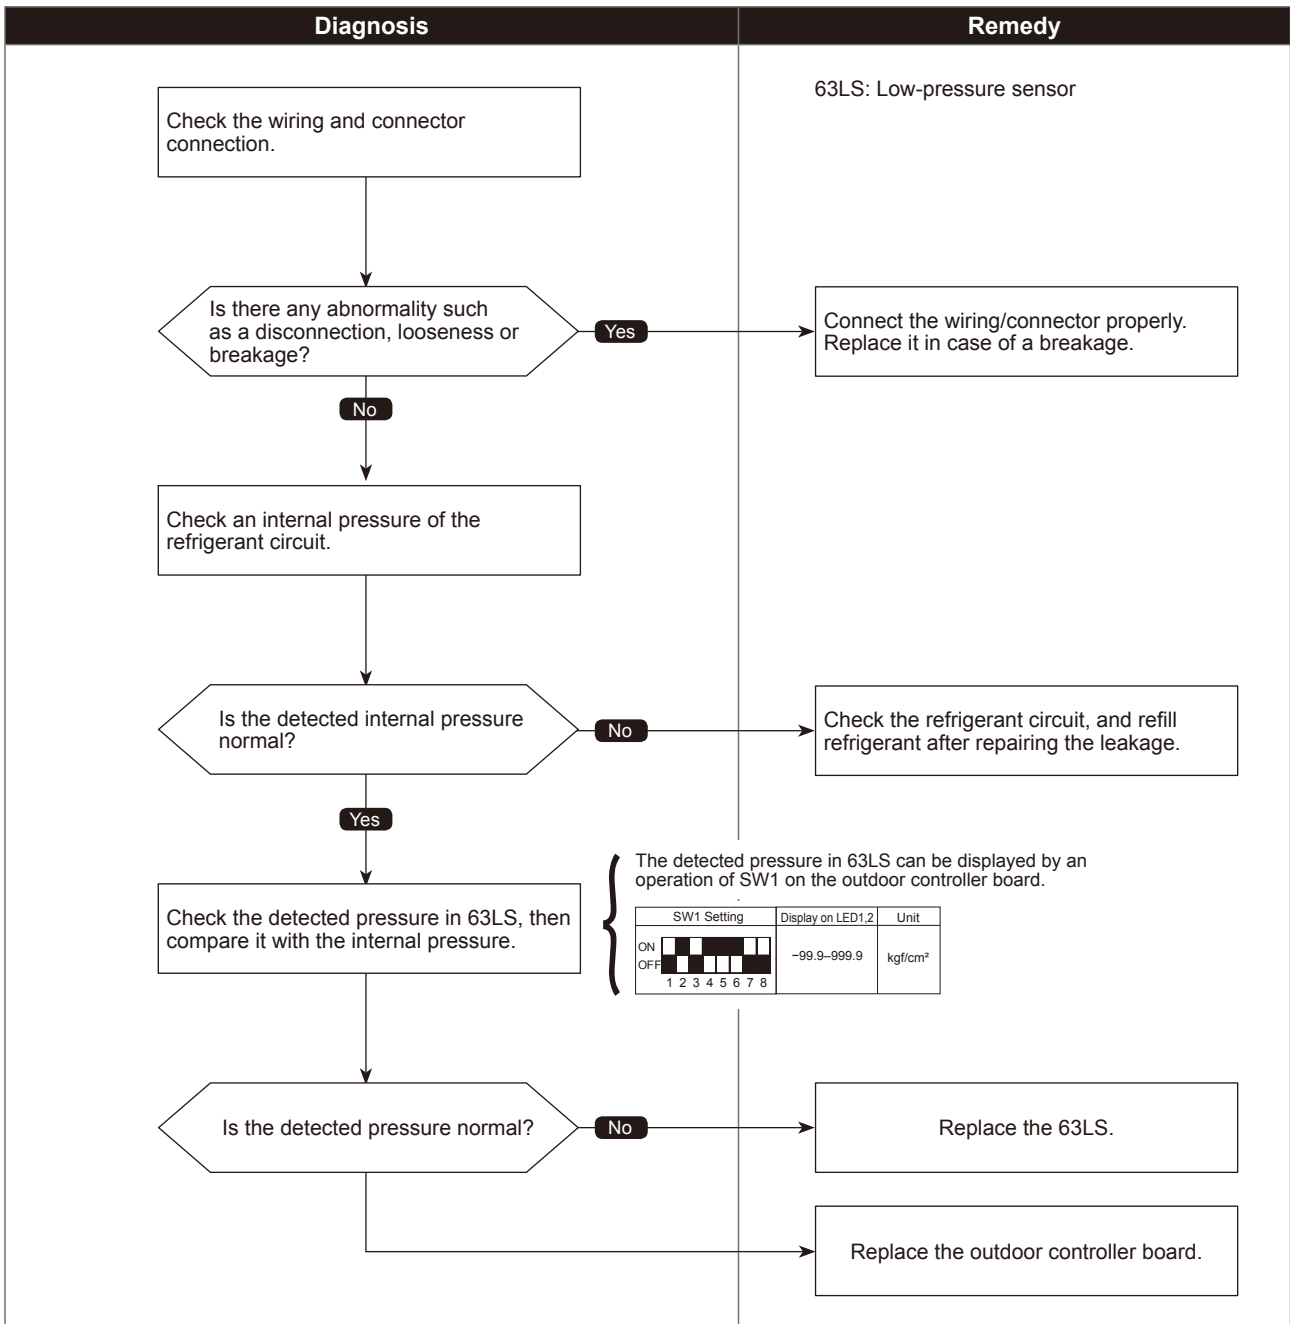 Diagnosis
Remedy
63LS: Low-pressure sensor
Check the wiring and connector
connection.
Is there any abnormality such
as a disconnection, looseness or
breakage?
Yes
Connect the wiring/connector properly.
Replace it in case of a breakage.
No
Check an internal pressure of the
refrigerant circuit.
Is the detected internal pressure
normal?
No
Check the refrigerant circuit, and refill
refrigerant after repairing the leakage.
Yes
The detected pressure in 63LS can be displayed by an
operation of SW1 on the outdoor controller board.
Check the detected pressure in 63LS, then
compare it with the internal pressure.
SW1 Setting
Display on LED1,2
Unit
ON
OFF
1 2 3 4 5 6 7 8
−99.9–999.9
kgf/cm²
Is the detected pressure normal?
No
Replace the 63LS.
Replace the outdoor controller board.